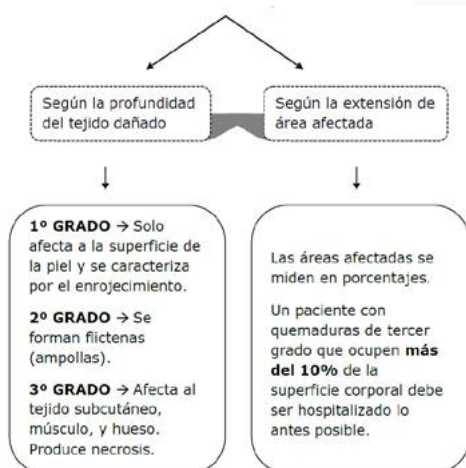 Según la profundidad
del tejido dañado
Según la extensión de
área afectada
1º GRADO → Solo
afecta a la superficie de
la piel y se caracteriza
por el enrojecimiento.
2º GRADO → Se
forman flictenas
(ampollas).
3º GRADO → Afecta al
tejido subcutáneo,
músculo, y hueso.
Produce necrosis.
Las áreas afectadas se
miden en porcentajes.
Un paciente con
quemaduras de tercer
grado que ocupen más
del 10% de la
superficie corporal debe
ser hospitalizado lo
antes posible.